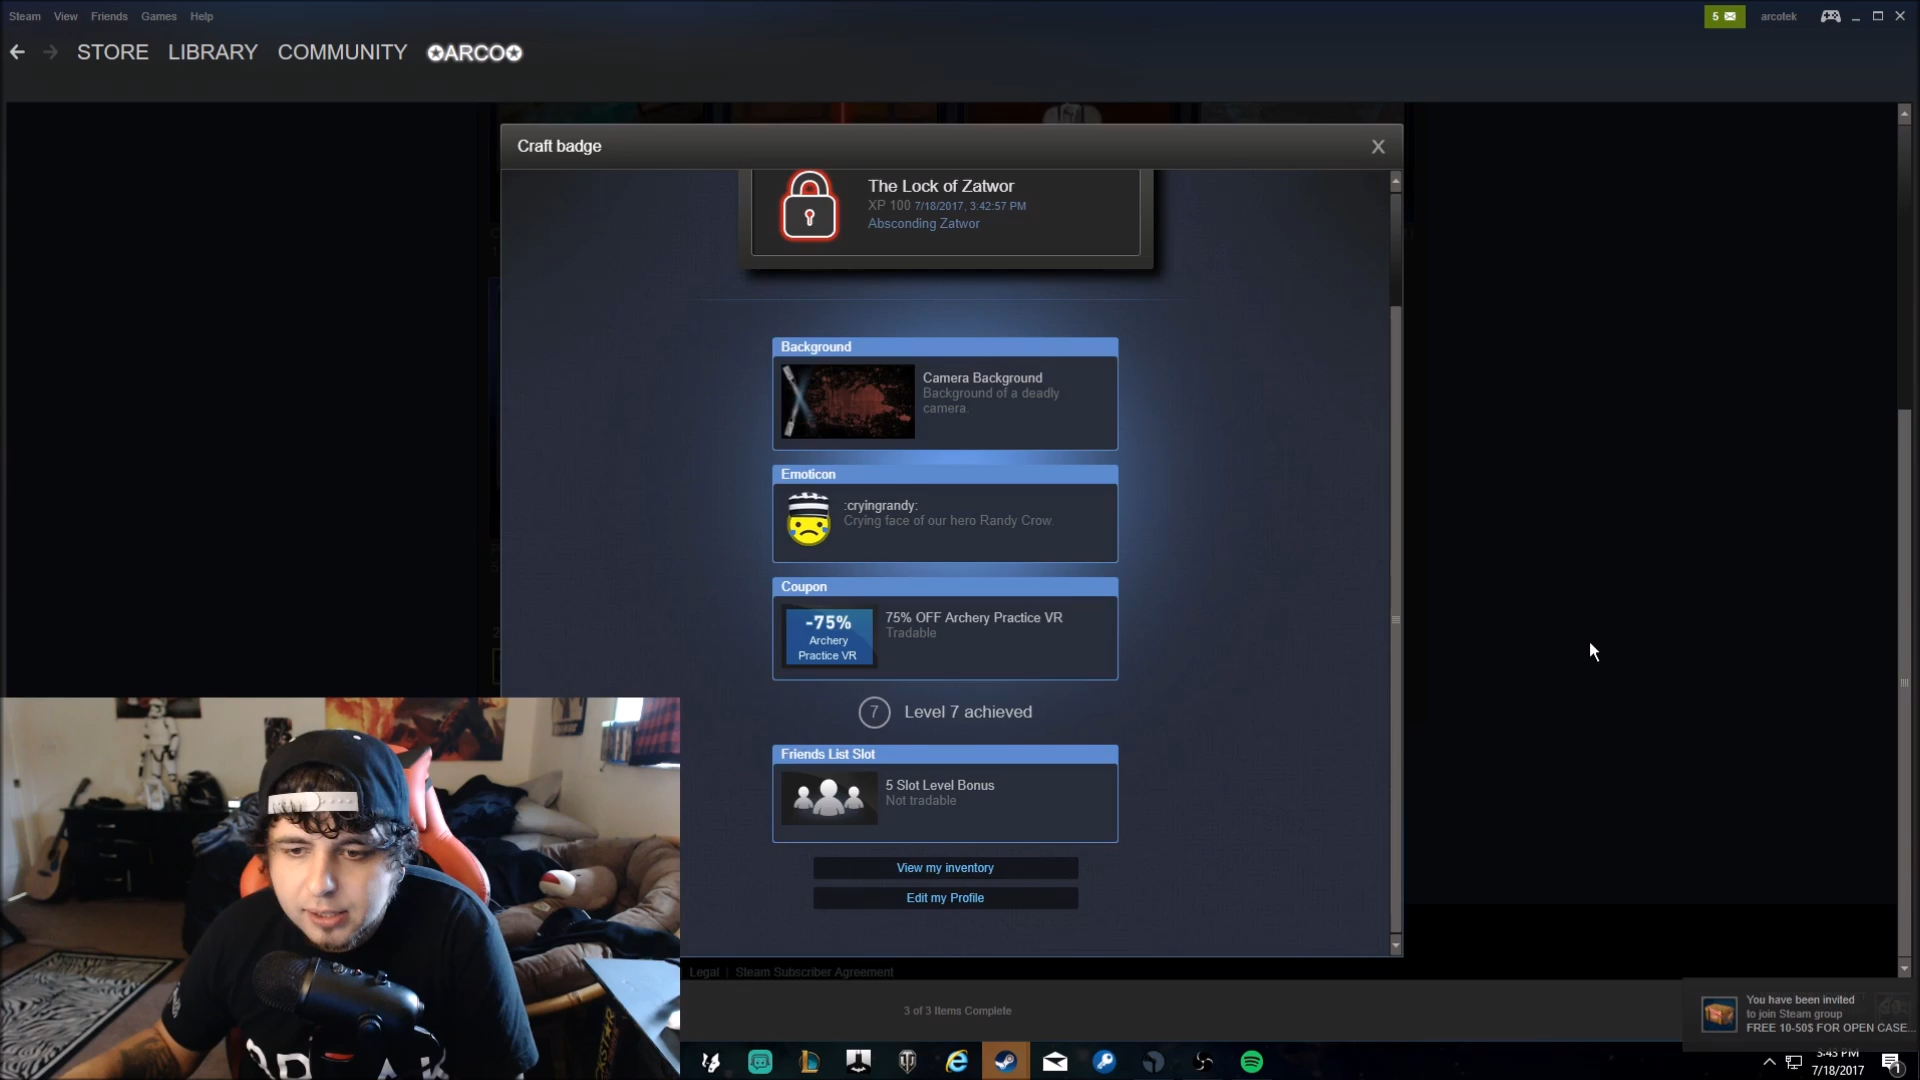 Steam View Friends Games Help
5 arcotek
STORE LIBRARY COMMUNITY ✪ARCO✪
Craft badge X
The Lock of Zatwor
XP 100 7/18/2017, 3:42:57 PM
Absconding Zatwor
Background
Camera Background
Background of a deadly
camera.
Emoticon
:cryingrandy:
Crying face of our hero Randy Crow.
Coupon
-75%
Archery
Practice VR
75% OFF Archery Practice VR
Tradable
7 Level 7 achieved
Friends List Slot
5 Slot Level Bonus
Not tradable
View my inventory
Edit my Profile
Legal | Steam Subscriber Agreement
3 of 3 Items Complete
You have been invited
to join Steam group
FREE 10-50$ FOR OPEN CASE...
3:43 PM
7/18/2017
1